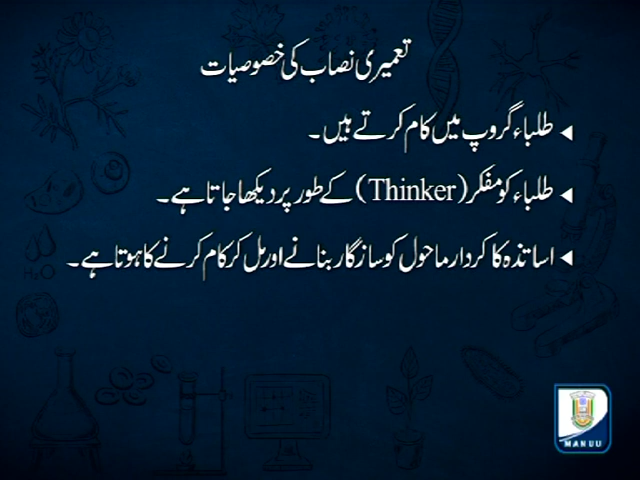 تعمیری نصاب کی خصوصیات
طلباء گروپ میں کام کرتے ہیں۔
طلباء کو مفکر (Thinker) کے طور پر دیکھا جاتا ہے۔
اساتذہ کا کردار ماحول کو سازگار بنانے اور مل کر کام کرنے کا ہوتا ہے۔
H₂O
MANUU